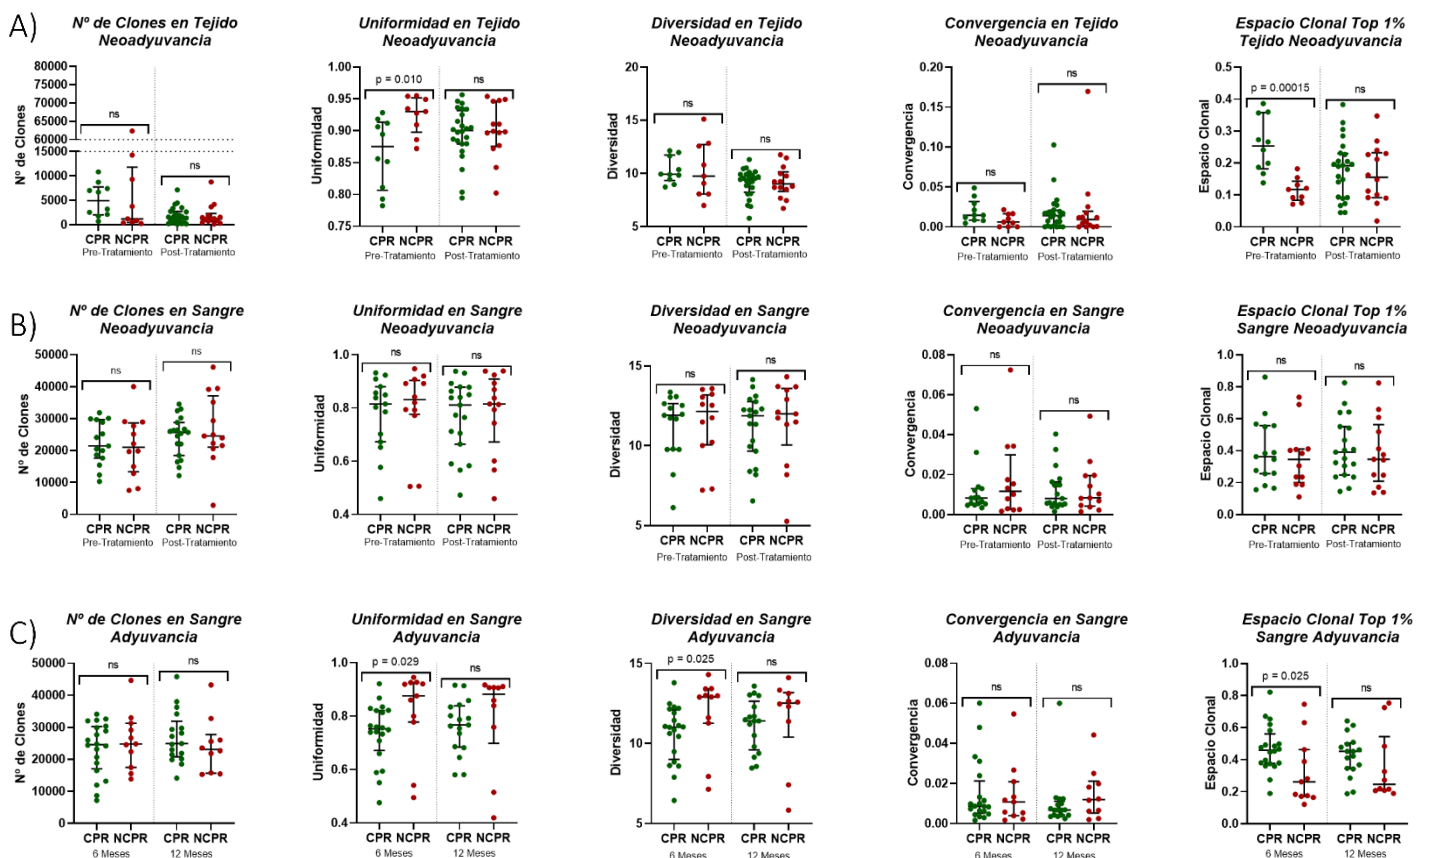 A)
Nº de Clones en Tejido
Neoadyuvancia
Nº de Clones
80000
75000
70000
65000
60000
15000
10000
5000
0
ns
ns
CPR NCPR CPR NCPR
Pre-Tratamiento Post-Tratamiento
Uniformidad en Tejido
Neoadyuvancia
Uniformidad
1.00
0.95
0.90
0.85
0.80
0.75
p = 0.010
ns
CPR NCPR CPR NCPR
Pre-Tratamiento Post-Tratamiento
Diversidad en Tejido
Neoadyuvancia
Diversidad
20
15
10
5
ns
ns
CPR NCPR CPR NCPR
Pre-Tratamiento Post-Tratamiento
Convergencia en Tejido
Neoadyuvancia
Convergencia
0.20
0.15
0.10
0.05
0.00
ns
ns
CPR NCPR CPR NCPR
Pre-Tratamiento Post-Tratamiento
Espacio Clonal Top 1%
Tejido Neoadyuvancia
Espacio Clonal
0.5
0.4
0.3
0.2
0.1
0.0
p = 0.00015
ns
CPR NCPR CPR NCPR
Pre-Tratamiento Post-Tratamiento
B)
Nº de Clones en Sangre
Neoadyuvancia
Nº de Clones
50000
40000
30000
20000
10000
0
ns
ns
CPR NCPR CPR NCPR
Pre-Tratamiento Post-Tratamiento
Uniformidad en Sangre
Neoadyuvancia
Uniformidad
1.0
0.8
0.6
0.4
ns
ns
CPR NCPR CPR NCPR
Pre-Tratamiento Post-Tratamiento
Diversidad en Sangre
Neoadyuvancia
Diversidad
15
10
5
ns
ns
CPR NCPR CPR NCPR
Pre-Tratamiento Post-Tratamiento
Convergencia en Sangre
Neoadyuvancia
Convergencia
0.08
0.06
0.04
0.02
0.00
ns
ns
CPR NCPR CPR NCPR
Pre-Tratamiento Post-Tratamiento
Espacio Clonal Top 1%
Sangre Neoadyuvancia
Espacio Clonal
1.0
0.8
0.6
0.4
0.2
0.0
ns
ns
CPR NCPR CPR NCPR
Pre-Tratamiento Post-Tratamiento
C)
Nº de Clones en Sangre
Adyuvancia
Nº de Clones
50000
40000
30000
20000
10000
0
ns
ns
CPR NCPR CPR NCPR
6 Meses 12 Meses
Uniformidad en Sangre
Adyuvancia
Uniformidad
1.0
0.8
0.6
0.4
p = 0.029
ns
CPR NCPR CPR NCPR
6 Meses 12 Meses
Diversidad en Sangre
Adyuvancia
Diversidad
15
10
5
p = 0.025
ns
CPR NCPR CPR NCPR
6 Meses 12 Meses
Convergencia en Sangre
Adyuvancia
Convergencia
0.08
0.06
0.04
0.02
0.00
ns
ns
CPR NCPR CPR NCPR
6 Meses 12 Meses
Espacio Clonal Top 1%
Sangre Adyuvancia
Espacio Clonal
1.0
0.8
0.6
0.4
0.2
0.0
p = 0.025
ns
CPR NCPR CPR NCPR
6 Meses 12 Meses